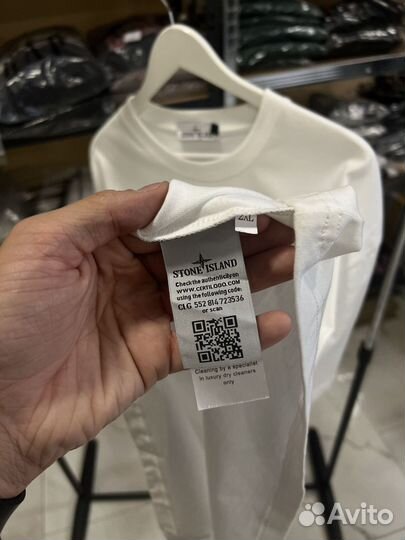 2XL
STONE ISLAND
Check the authenticity on
www.CERTILOGO.COM
using the following code:
CLG 552 814 723536
or scan
Cleaning by a specialist
in luxury dry cleaners
only
Avito